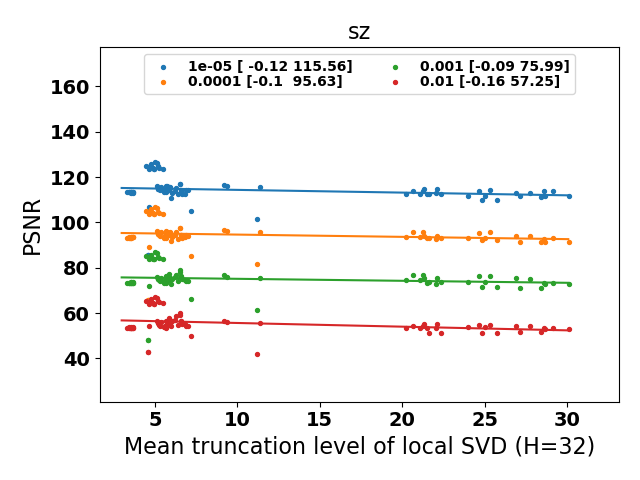 sz
1e-05 [ -0.12 115.56]
0.0001 [-0.1  95.63]
0.001 [-0.09 75.99]
0.01 [-0.16 57.25]
PSNR
160
140
120
100
80
60
40
5 10 15 20 25 30
Mean truncation level of local SVD (H=32)